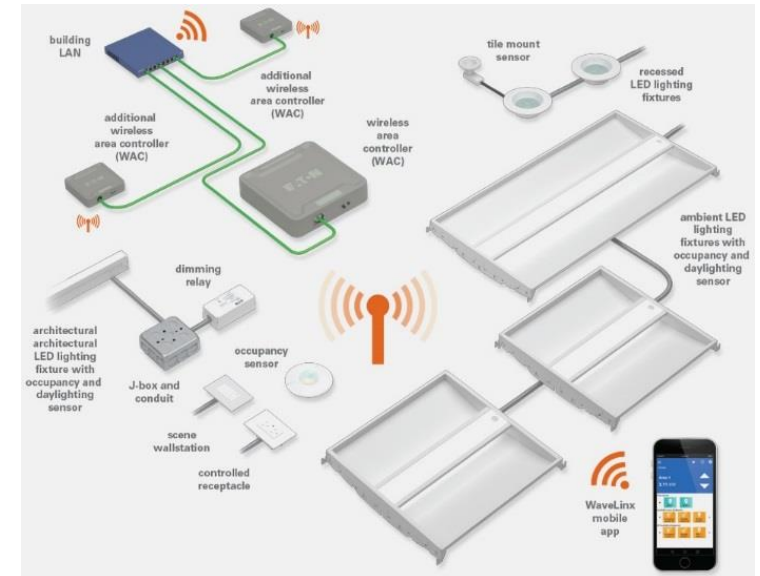 building
LAN
additional
wireless
area controller
(WAC)
additional
wireless
area controller
(WAC)
wireless
area
controller
(WAC)
E·T·N
tile mount
sensor
recessed
LED lighting
fixtures
ambient LED
lighting
fixtures with
occupancy and
daylighting
sensor
dimming
relay
architectural
architectural
LED lighting
fixture with
occupancy and
daylighting
sensor
J-box and
conduit
occupancy
sensor
scene
wallstation
controlled
receptacle
WaveLinx
mobile
app